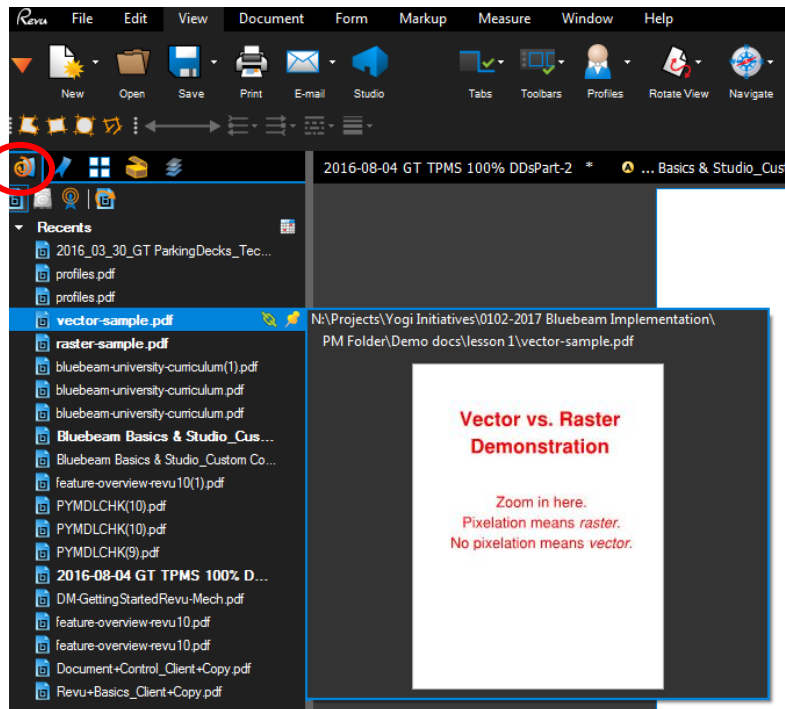 Revu File Edit View Document Form Markup Measure Window Help
New Open Save Print E-mail Studio Tabs Toolbars Profiles Rotate View Navigate
2016-08-04 GT TPMS 100% DDsPart-2 * ... Basics & Studio_Cus
Recents
2016_03_30_GT ParkingDecks_Tec...
profiles.pdf
profiles.pdf
vector-sample.pdf
N:\Projects\Yogi Initiatives\0102-2017 Bluebeam Implementation\
PM Folder\Demo docs\lesson 1\vector-sample.pdf
raster-sample.pdf
bluebeam-university-curriculum(1).pdf
bluebeam-university-curriculum.pdf
bluebeam-university-curriculum.pdf
Bluebeam Basics & Studio_Cus...
Bluebeam Basics & Studio_Custom Co...
feature-overview-revu10(1).pdf
PYMDLCHK(10).pdf
PYMDLCHK(10).pdf
PYMDLCHK(9).pdf
2016-08-04 GT TPMS 100% D...
DM-GettingStartedRevu-Mech.pdf
feature-overview-revu10.pdf
feature-overview-revu10.pdf
Document+Control_Client+Copy.pdf
Revu+Basics_Client+Copy.pdf
Vector vs. Raster
Demonstration
Zoom in here.
Pixelation means raster.
No pixelation means vector.